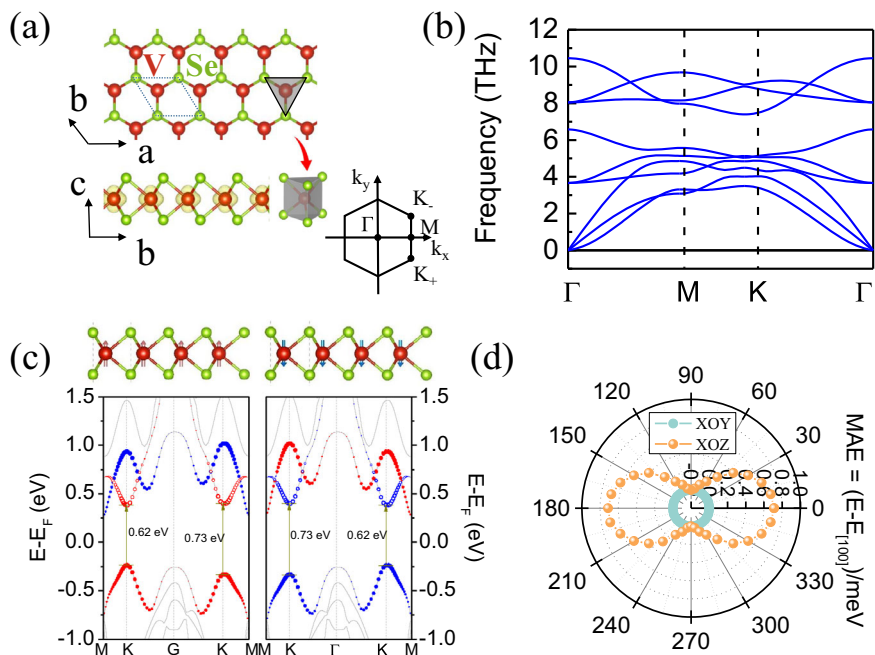 (a)
V Se
b
a
c
b
k_y
K_-
Γ
M
k_x
K_+
(b)
Frequency (THz)
12
10
8
6
4
2
0
Γ M K Γ
(c)
E-E_F (eV)
1.5
1.0
0.5
0.0
-0.5
-1.0
0.62 eV
0.73 eV
M K G K M
0.73 eV
0.62 eV
M K Γ K M
1.5
1.0
0.5
0.0
-0.5
-1.0
E-E_F (eV)
(d)
90
120 60
150 30
180 0
210 330
240 300
270
XOY
XOZ
0.2 0.4 0.6 0.8 1.0
MAE = (E-E_[100])/meV